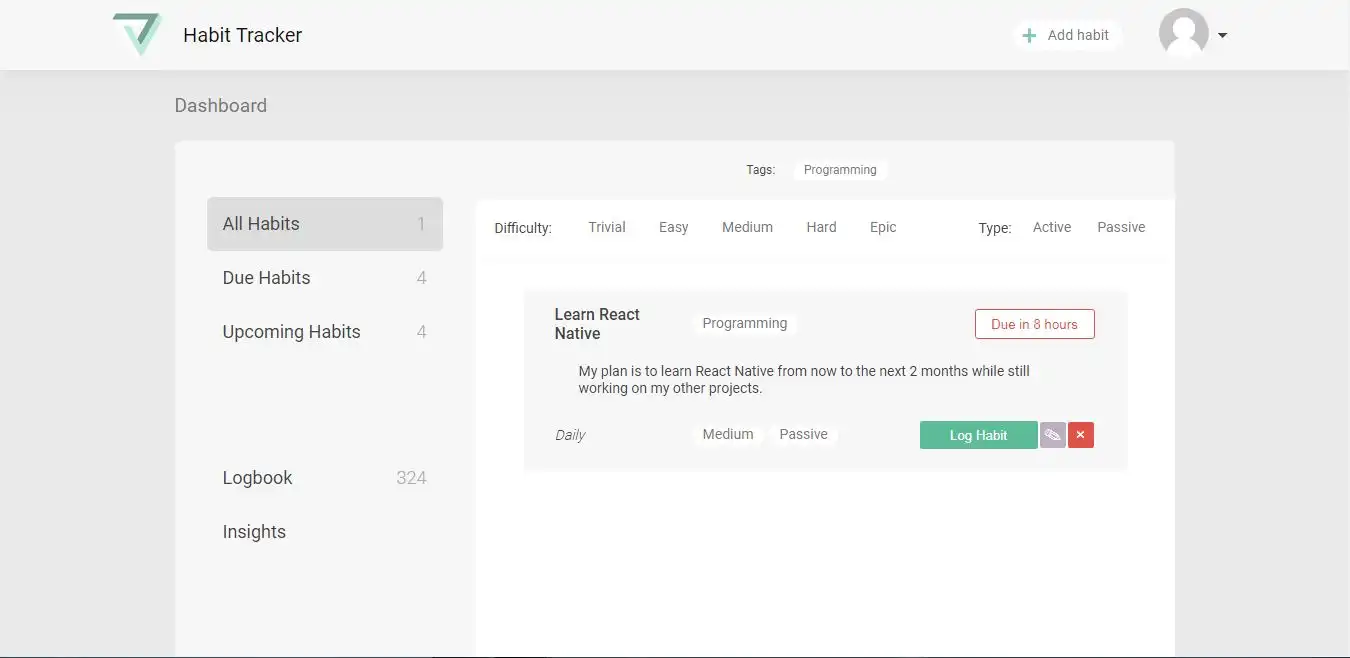 Habit Tracker
Add habit
Dashboard
Tags: Programming
All Habits 1
Due Habits 4
Upcoming Habits 4
Logbook 324
Insights
Difficulty: Trivial Easy Medium Hard Epic Type: Active Passive
Learn React
Native
Programming
Due in 8 hours
My plan is to learn React Native from now to the next 2 months while still
working on my other projects.
Daily Medium Passive Log Habit